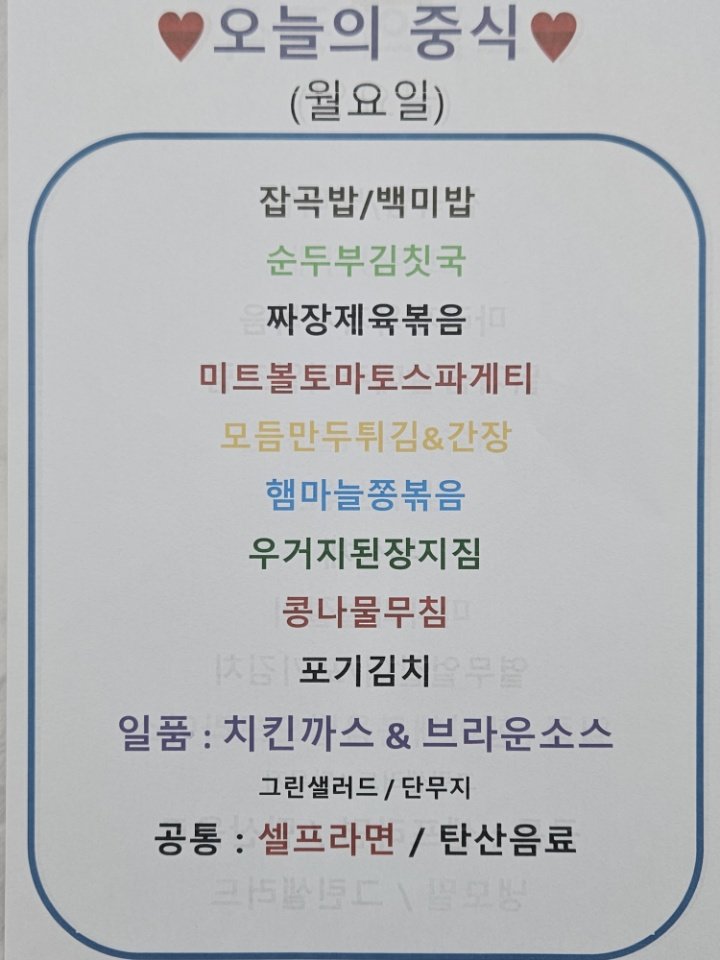 ♥오늘의 중식♥
(월요일)
잡곡밥/백미밥
순두부김칫국
짜장제육볶음
미트볼토마토스파게티
모듬만두튀김&간장
햄마늘쫑볶음
우거지된장지짐
콩나물무침
포기김치
일품 : 치킨까스 & 브라운소스
그린샐러드 / 단무지
공통 : 셀프라면 / 탄산음료